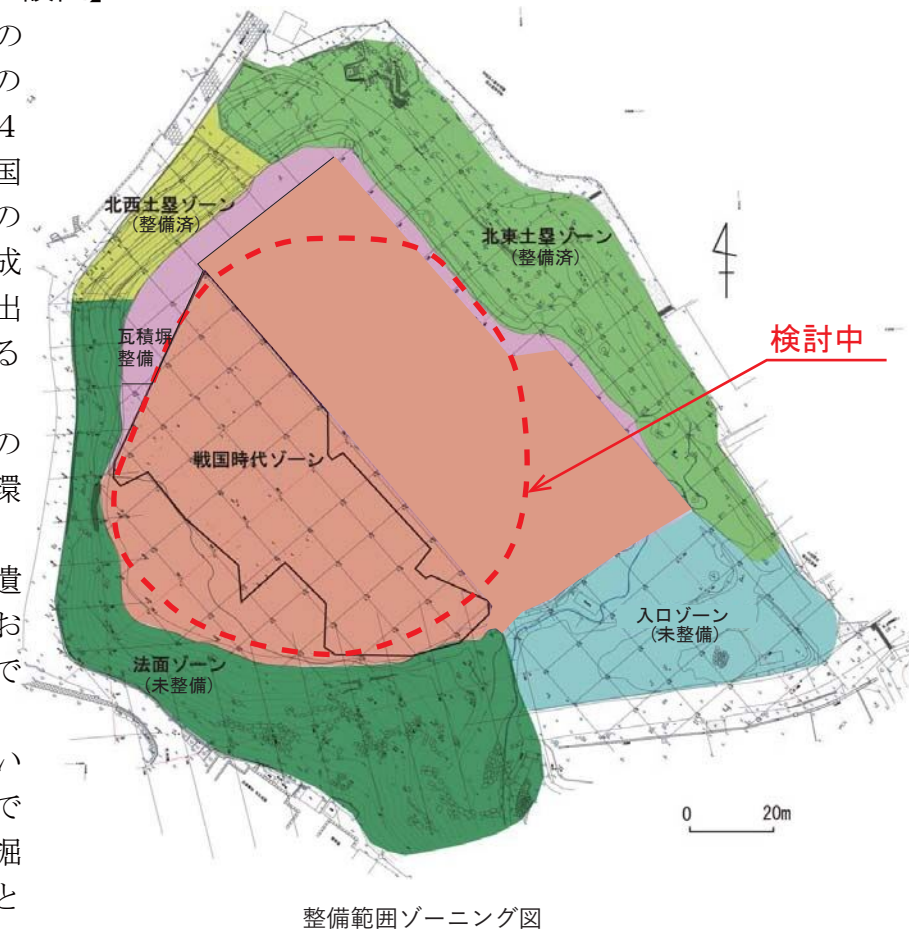 の
の
4
国
の
成
出
る
の
環
遺
お
で
い
で
掘
と
北西土塁ゾーン
(整備済)
北東土塁ゾーン
(整備済)
瓦積塀
整備
検討中
戦国時代ゾーン
入口ゾーン
(未整備)
法面ゾーン
(未整備)
0 20m
整備範囲ゾーニング図